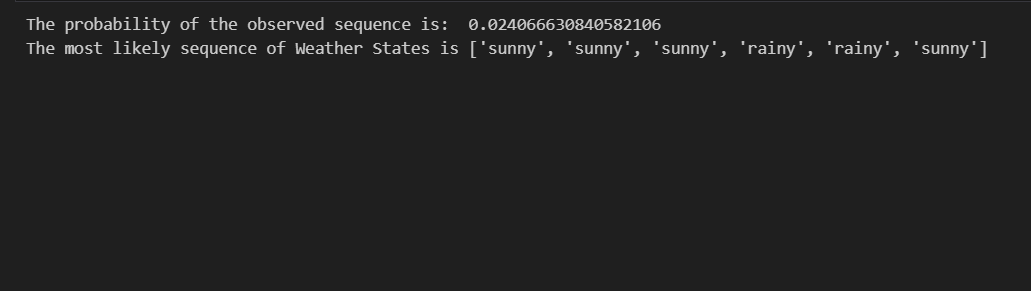 The probability of the observed sequence is:  0.024066630840582106
The most likely sequence of Weather States is ['sunny', 'sunny', 'sunny', 'rainy', 'rainy', 'sunny']